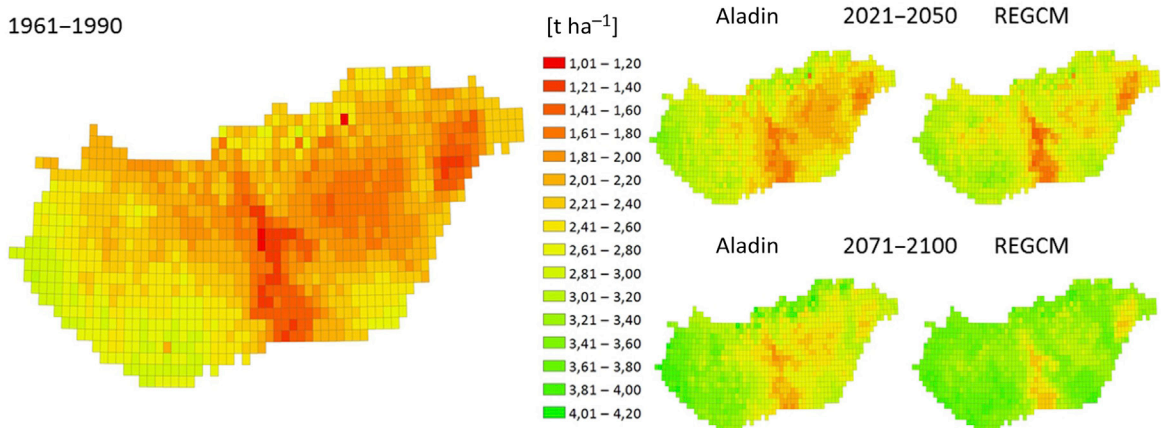 1961–1990
[t ha⁻¹]
1,01 – 1,20
1,21 – 1,40
1,41 – 1,60
1,61 – 1,80
1,81 – 2,00
2,01 – 2,20
2,21 – 2,40
2,41 – 2,60
2,61 – 2,80
2,81 – 3,00
3,01 – 3,20
3,21 – 3,40
3,41 – 3,60
3,61 – 3,80
3,81 – 4,00
4,01 – 4,20
Aladin 2021–2050 REGCM
Aladin 2071–2100 REGCM